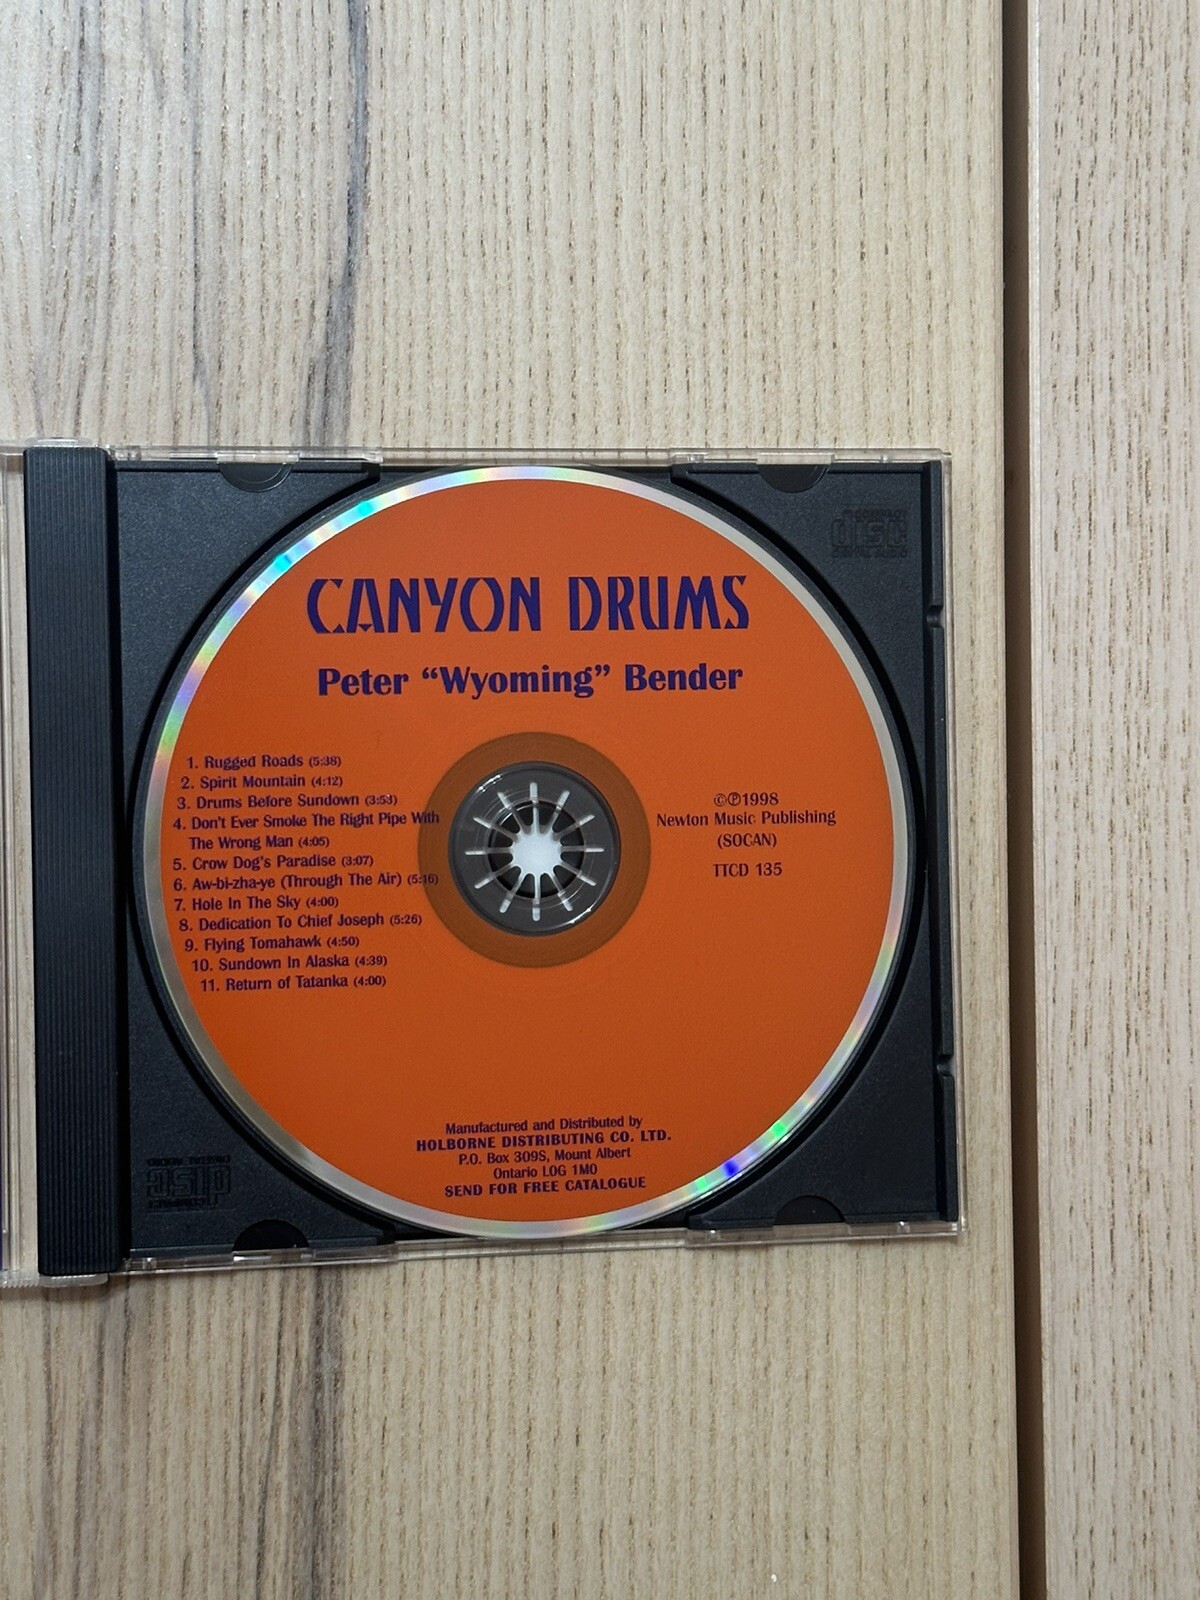 CANYON DRUMS
Peter “Wyoming” Bender
1. Rugged Roads (5:38)
2. Spirit Mountain (4:12)
3. Drums Before Sundown (3:53)
4. Don't Ever Smoke The Right Pipe With
The Wrong Man (4:05)
5. Crow Dog's Paradise (3:07)
6. Aw-bi-zha-ye (Through The Air) (5:16)
7. Hole In The Sky (4:00)
8. Dedication To Chief Joseph (5:26)
9. Flying Tomahawk (4:50)
10. Sundown In Alaska (4:39)
11. Return of Tatanka (4:00)
©℗1998
Newton Music Publishing
(SOCAN)
TTCD 135
Manufactured and Distributed by
HOLBORNE DISTRIBUTING CO. LTD.
P.O. Box 309S, Mount Albert
Ontario LOG 1MO
SEND FOR FREE CATALOGUE
disc
disc